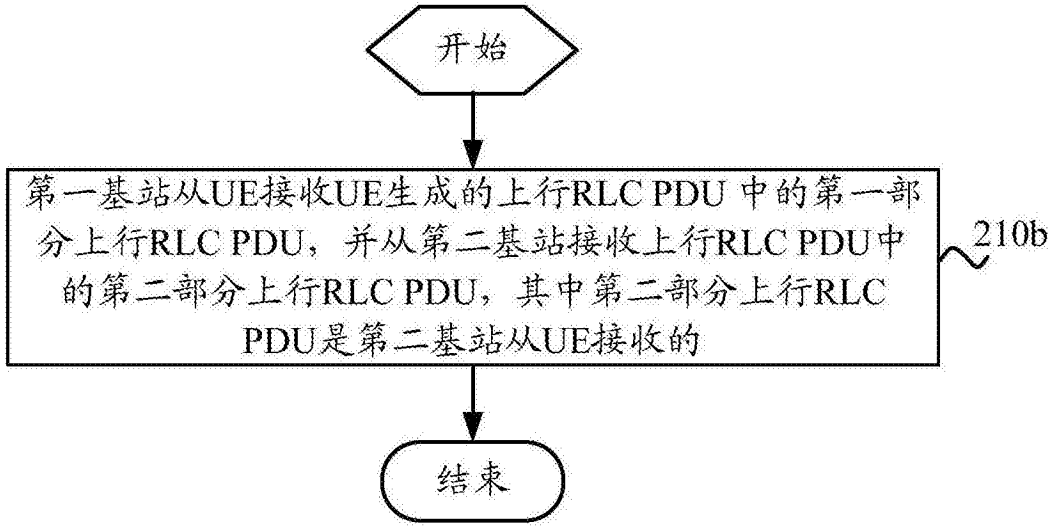 开始
第一基站从UE接收UE生成的上行RLC PDU 中的第一部
分上行RLC PDU，并从第二基站接收上行RLC PDU中
的第二部分上行RLC PDU，其中第二部分上行RLC
PDU是第二基站从UE接收的
210b
结束